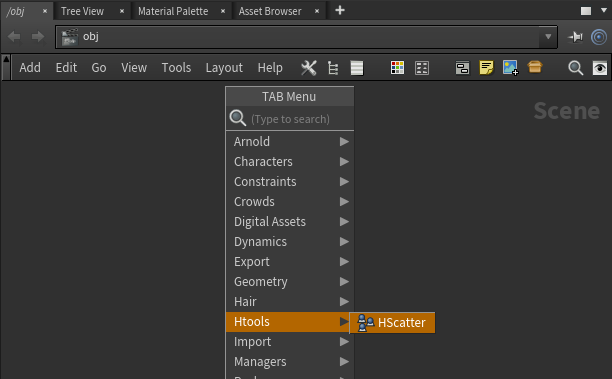 /obj Tree View Material Palette Asset Browser
obj
Add Edit Go View Tools Layout Help
TAB Menu
(Type to search)
Scene
Arnold
Characters
Constraints
Crowds
Digital Assets
Dynamics
Export
Geometry
Hair
Htools HScatter
Import
Managers